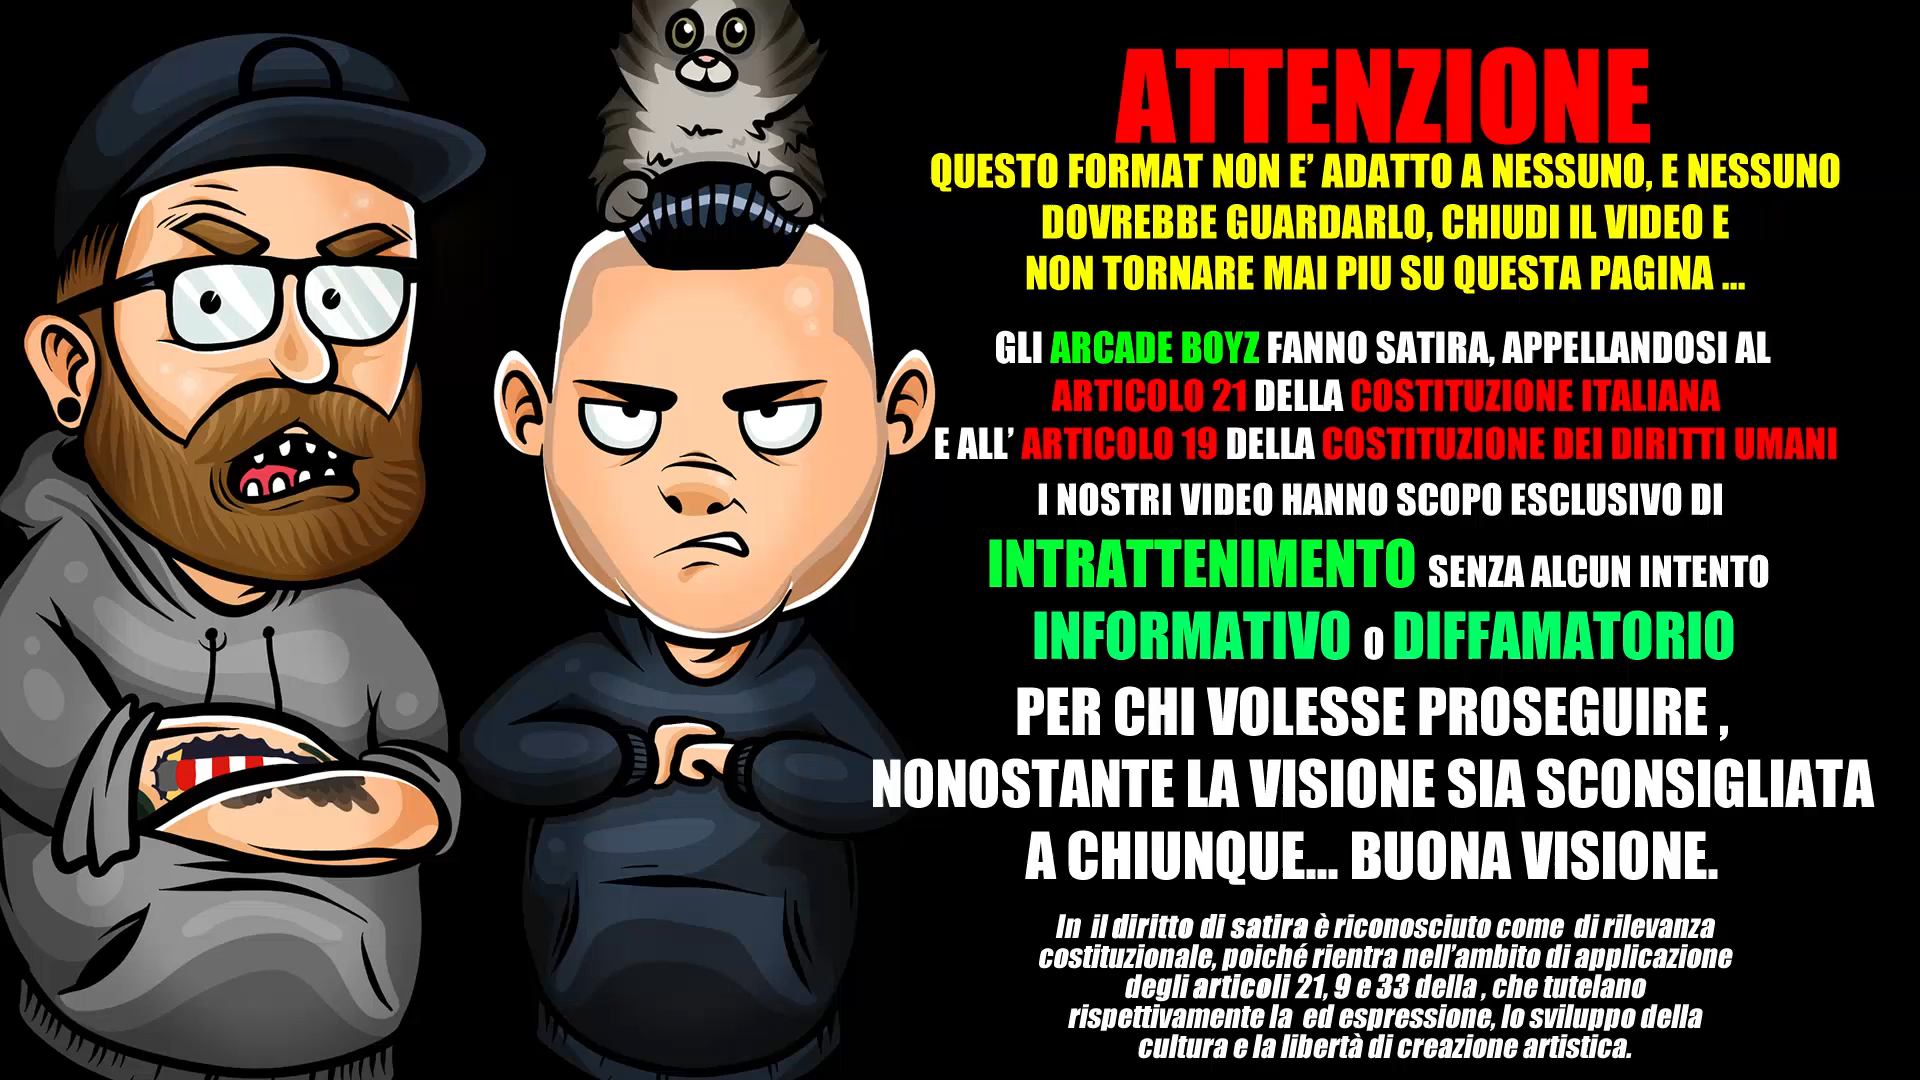 ATTENZIONE
QUESTO FORMAT NON E’ ADATTO A NESSUNO, E NESSUNO
DOVREBBE GUARDARLO, CHIUDI IL VIDEO E
NON TORNARE MAI PIU SU QUESTA PAGINA ...
GLI ARCADE BOYZ FANNO SATIRA, APPELLANDOSI AL
ARTICOLO 21 DELLA COSTITUZIONE ITALIANA
E ALL’ ARTICOLO 19 DELLA COSTITUZIONE DEI DIRITTI UMANI
I NOSTRI VIDEO HANNO SCOPO ESCLUSIVO DI
INTRATTENIMENTO SENZA ALCUN INTENTO
INFORMATIVO O DIFFAMATORIO
PER CHI VOLESSE PROSEGUIRE ,
NONOSTANTE LA VISIONE SIA SCONSIGLIATA
A CHIUNQUE... BUONA VISIONE.
In il diritto di satira è riconosciuto come di rilevanza
costituzionale, poiché rientra nell’ambito di applicazione
degli articoli 21, 9 e 33 della , che tutelano
rispettivamente la ed espressione, lo sviluppo della
cultura e la libertà di creazione artistica.